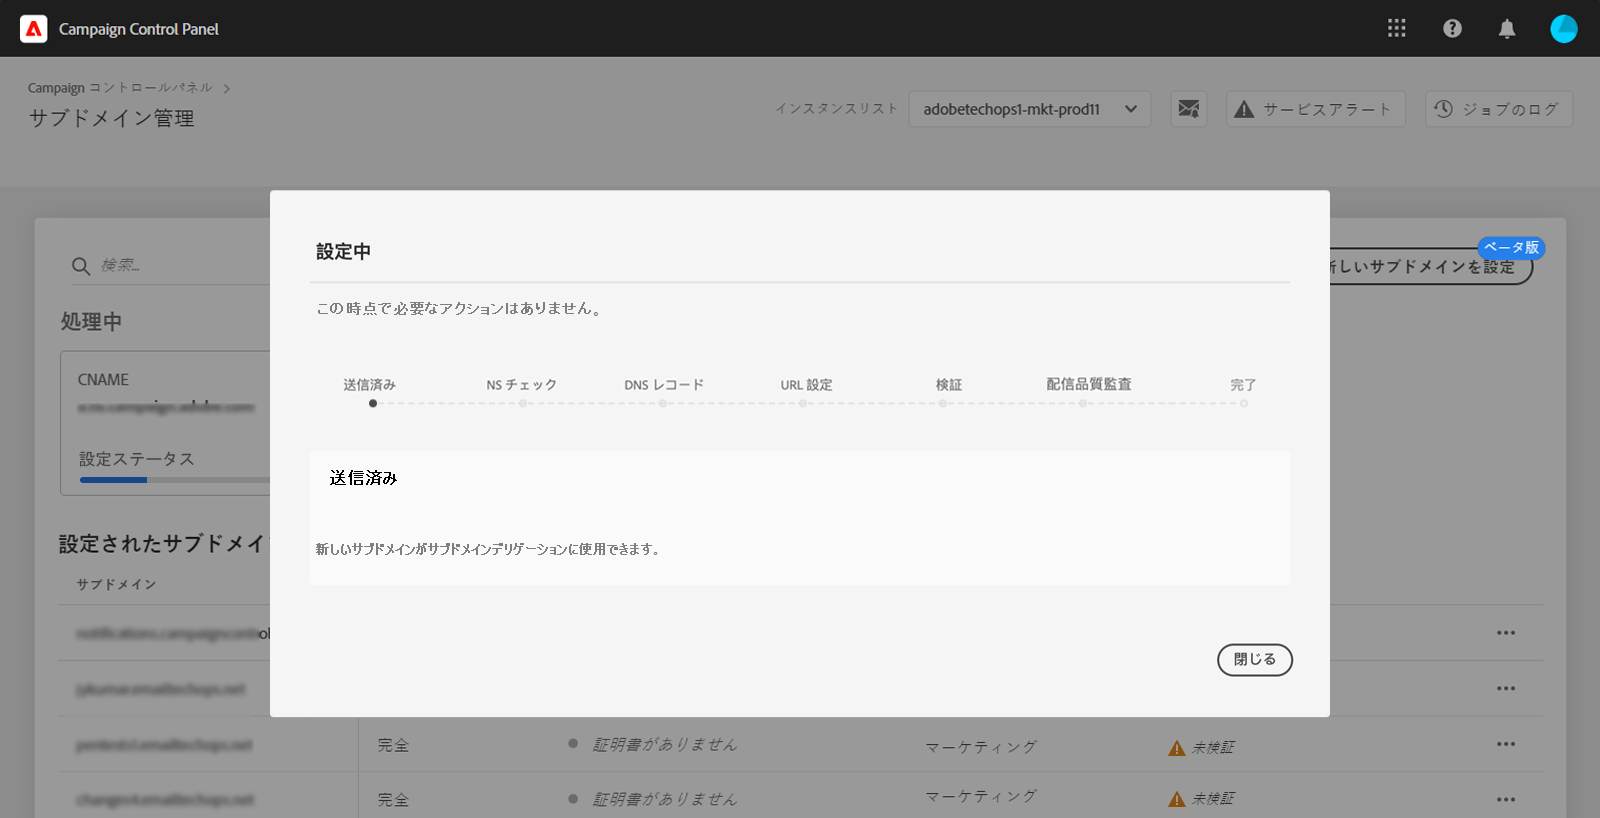 Campaign Control Panel
Campaign コントロールパネル
サブドメイン管理
インスタンスリスト
adobetechops1-mkt-prod11
サービスアラート
ジョブのログ
検索...
ベータ版
新しいサブドメインを設定
処理中
CNAME
設定ステータス
設定されたサブドメイン
サブドメイン
設定中
この時点で必要なアクションはありません。
送信済み
NS チェック
DNS レコード
URL 設定
検証
配信品質監査
完了
送信済み
新しいサブドメインがサブドメインデリゲーションに使用できます。
閉じる
完全
証明書がありません
マーケティング
未検証
完全
証明書がありません
マーケティング
未検証